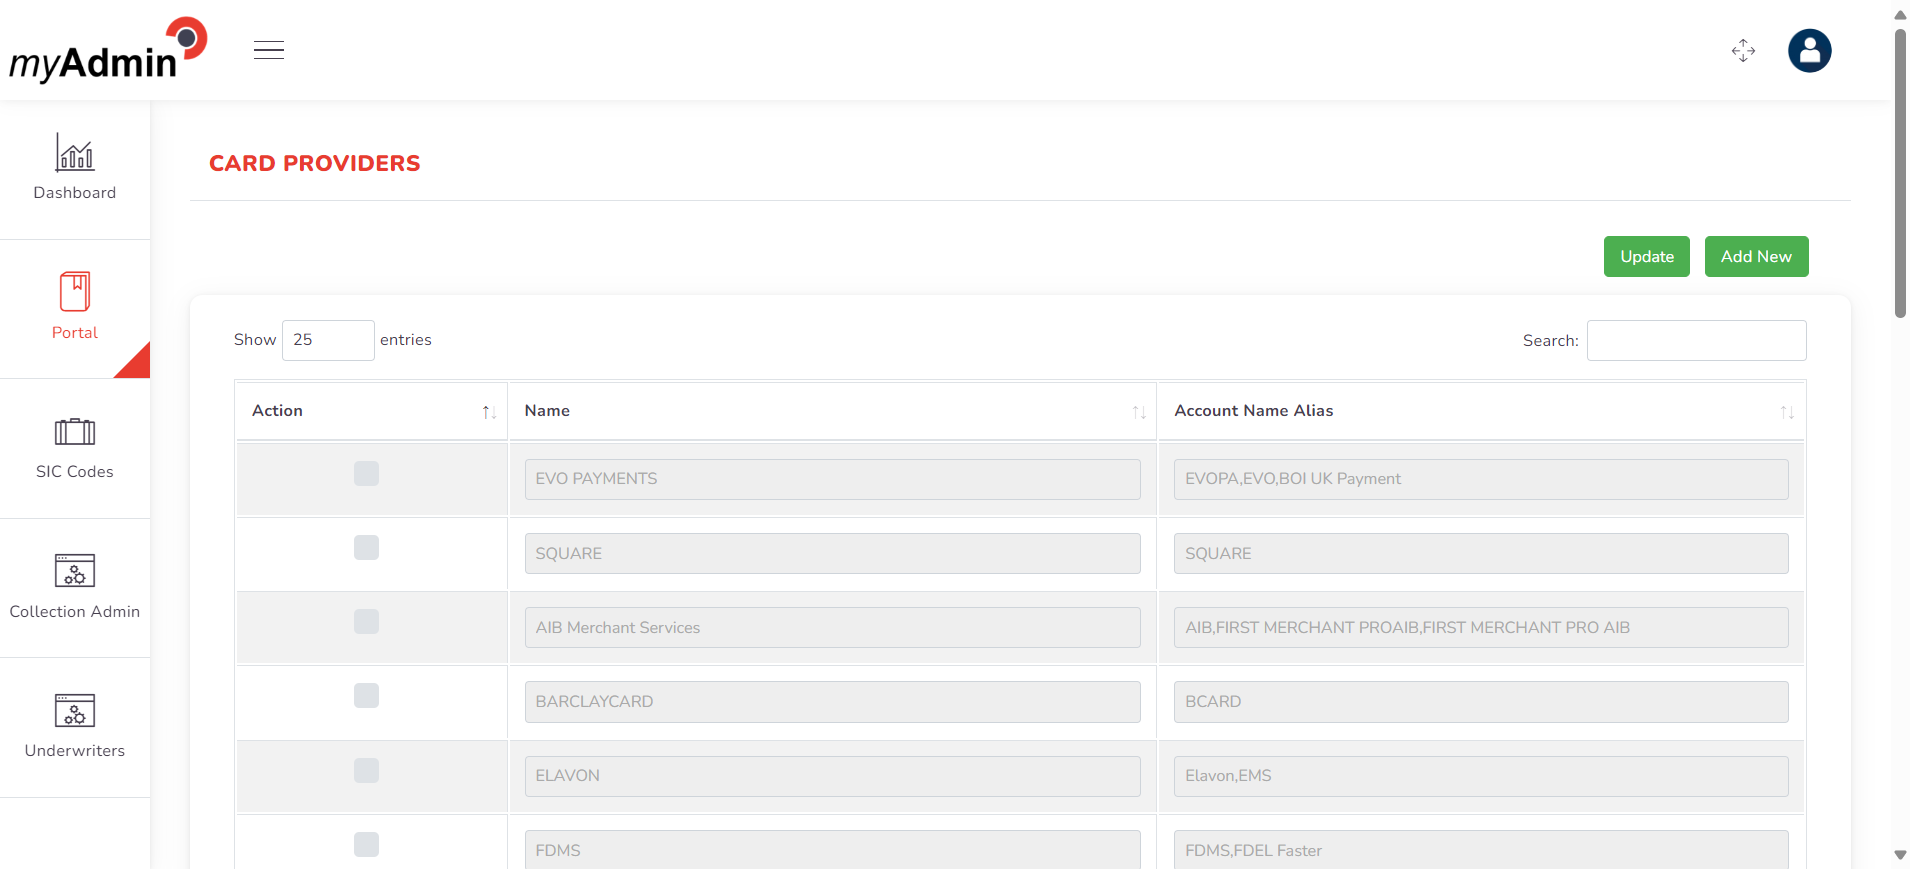 myAdmin
Dashboard
Portal
SIC Codes
Collection Admin
Underwriters
CARD PROVIDERS
Update Add New
Show 25 entries Search:
Action Name Account Name Alias
EVO PAYMENTS EVOPA,EVO,BOI UK Payment
SQUARE SQUARE
AIB Merchant Services AIB,FIRST MERCHANT PROAIB,FIRST MERCHANT PRO AIB
BARCLAYCARD BCARD
ELAVON Elavon,EMS
FDMS FDMS,FDEL Faster